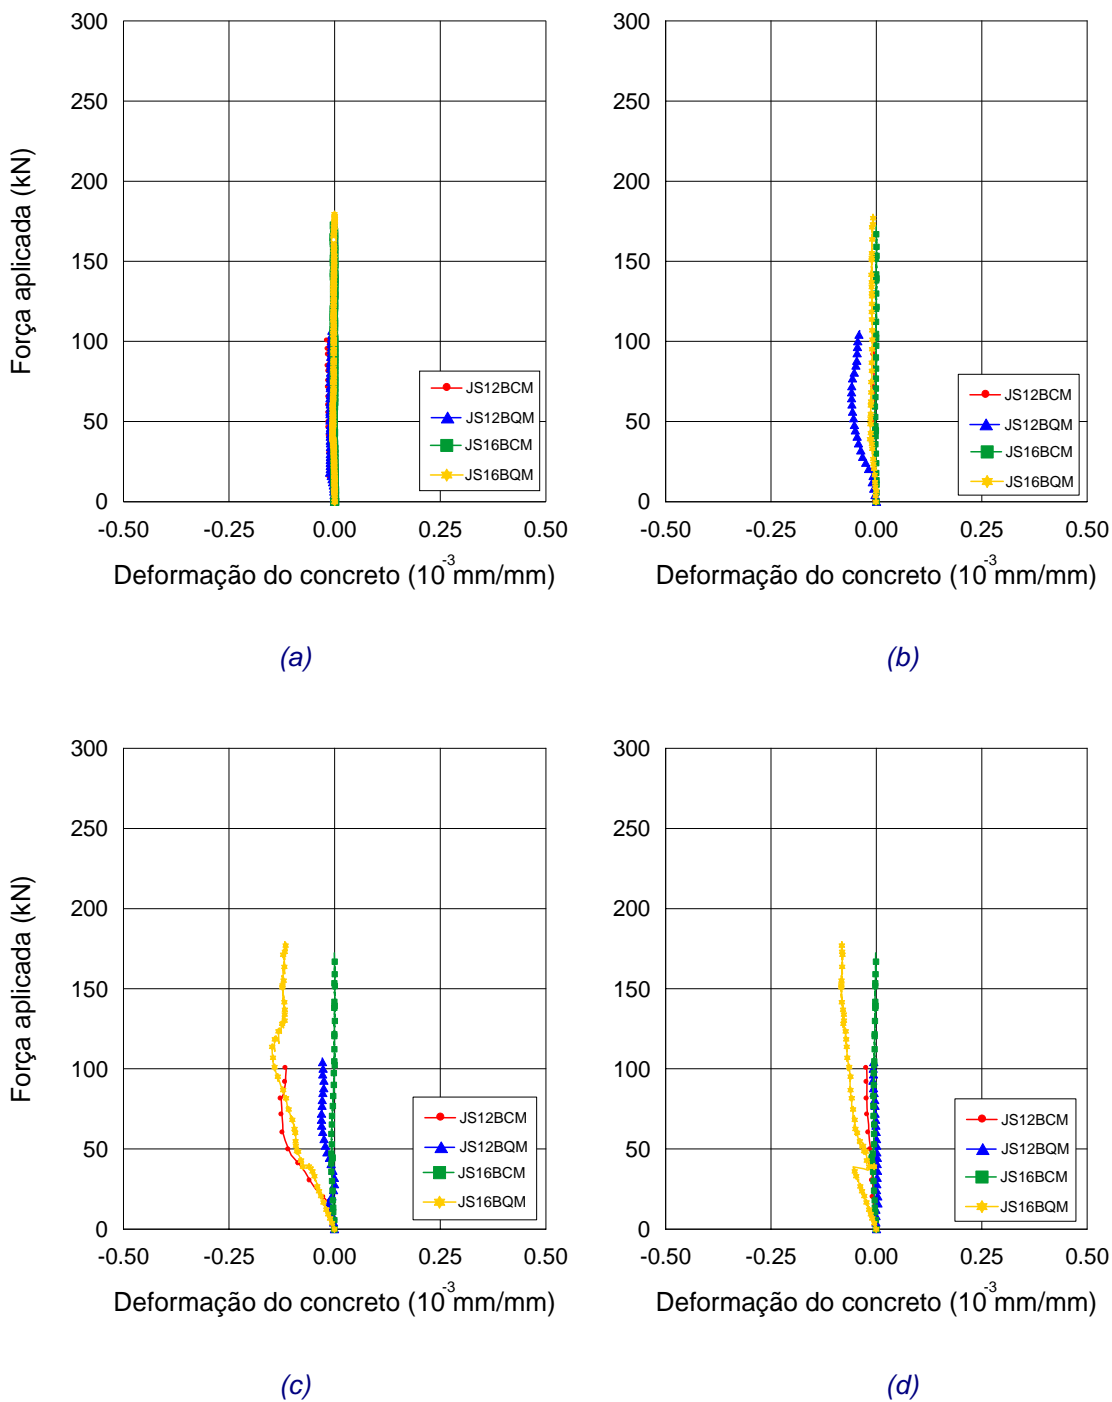 300
250
200
150
100
50
0
Força aplicada (kN)
-0.50 -0.25 0.00 0.25 0.50
Deformação do concreto (10-3mm/mm)
JS12BCM
JS12BQM
JS16BCM
JS16BQM
(a)
300
250
200
150
100
50
0
-0.50 -0.25 0.00 0.25 0.50
Deformação do concreto (10-3mm/mm)
JS12BCM
JS12BQM
JS16BCM
JS16BQM
(b)
300
250
200
150
100
50
0
Força aplicada (kN)
-0.50 -0.25 0.00 0.25 0.50
Deformação do concreto (10-3mm/mm)
JS12BCM
JS12BQM
JS16BCM
JS16BQM
(c)
300
250
200
150
100
50
0
-0.50 -0.25 0.00 0.25 0.50
Deformação do concreto (10-3mm/mm)
JS12BCM
JS12BQM
JS16BCM
JS16BQM
(d)